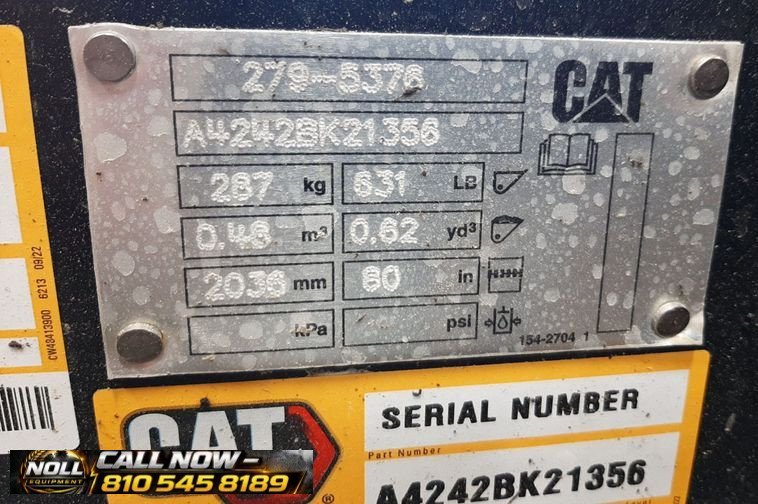 279-5376
CAT
A4242BK21356
287 kg 631 LB
0.48 m³ 0.62 yd³
2036 mm 80 in
kPa psi
154-2704 1
CW48413900 6213 09/22
CAT
®
SERIAL NUMBER
Part Number
A4242BK21356
NOLL
EQUIPMENT
CALL NOW -
810 545 8189